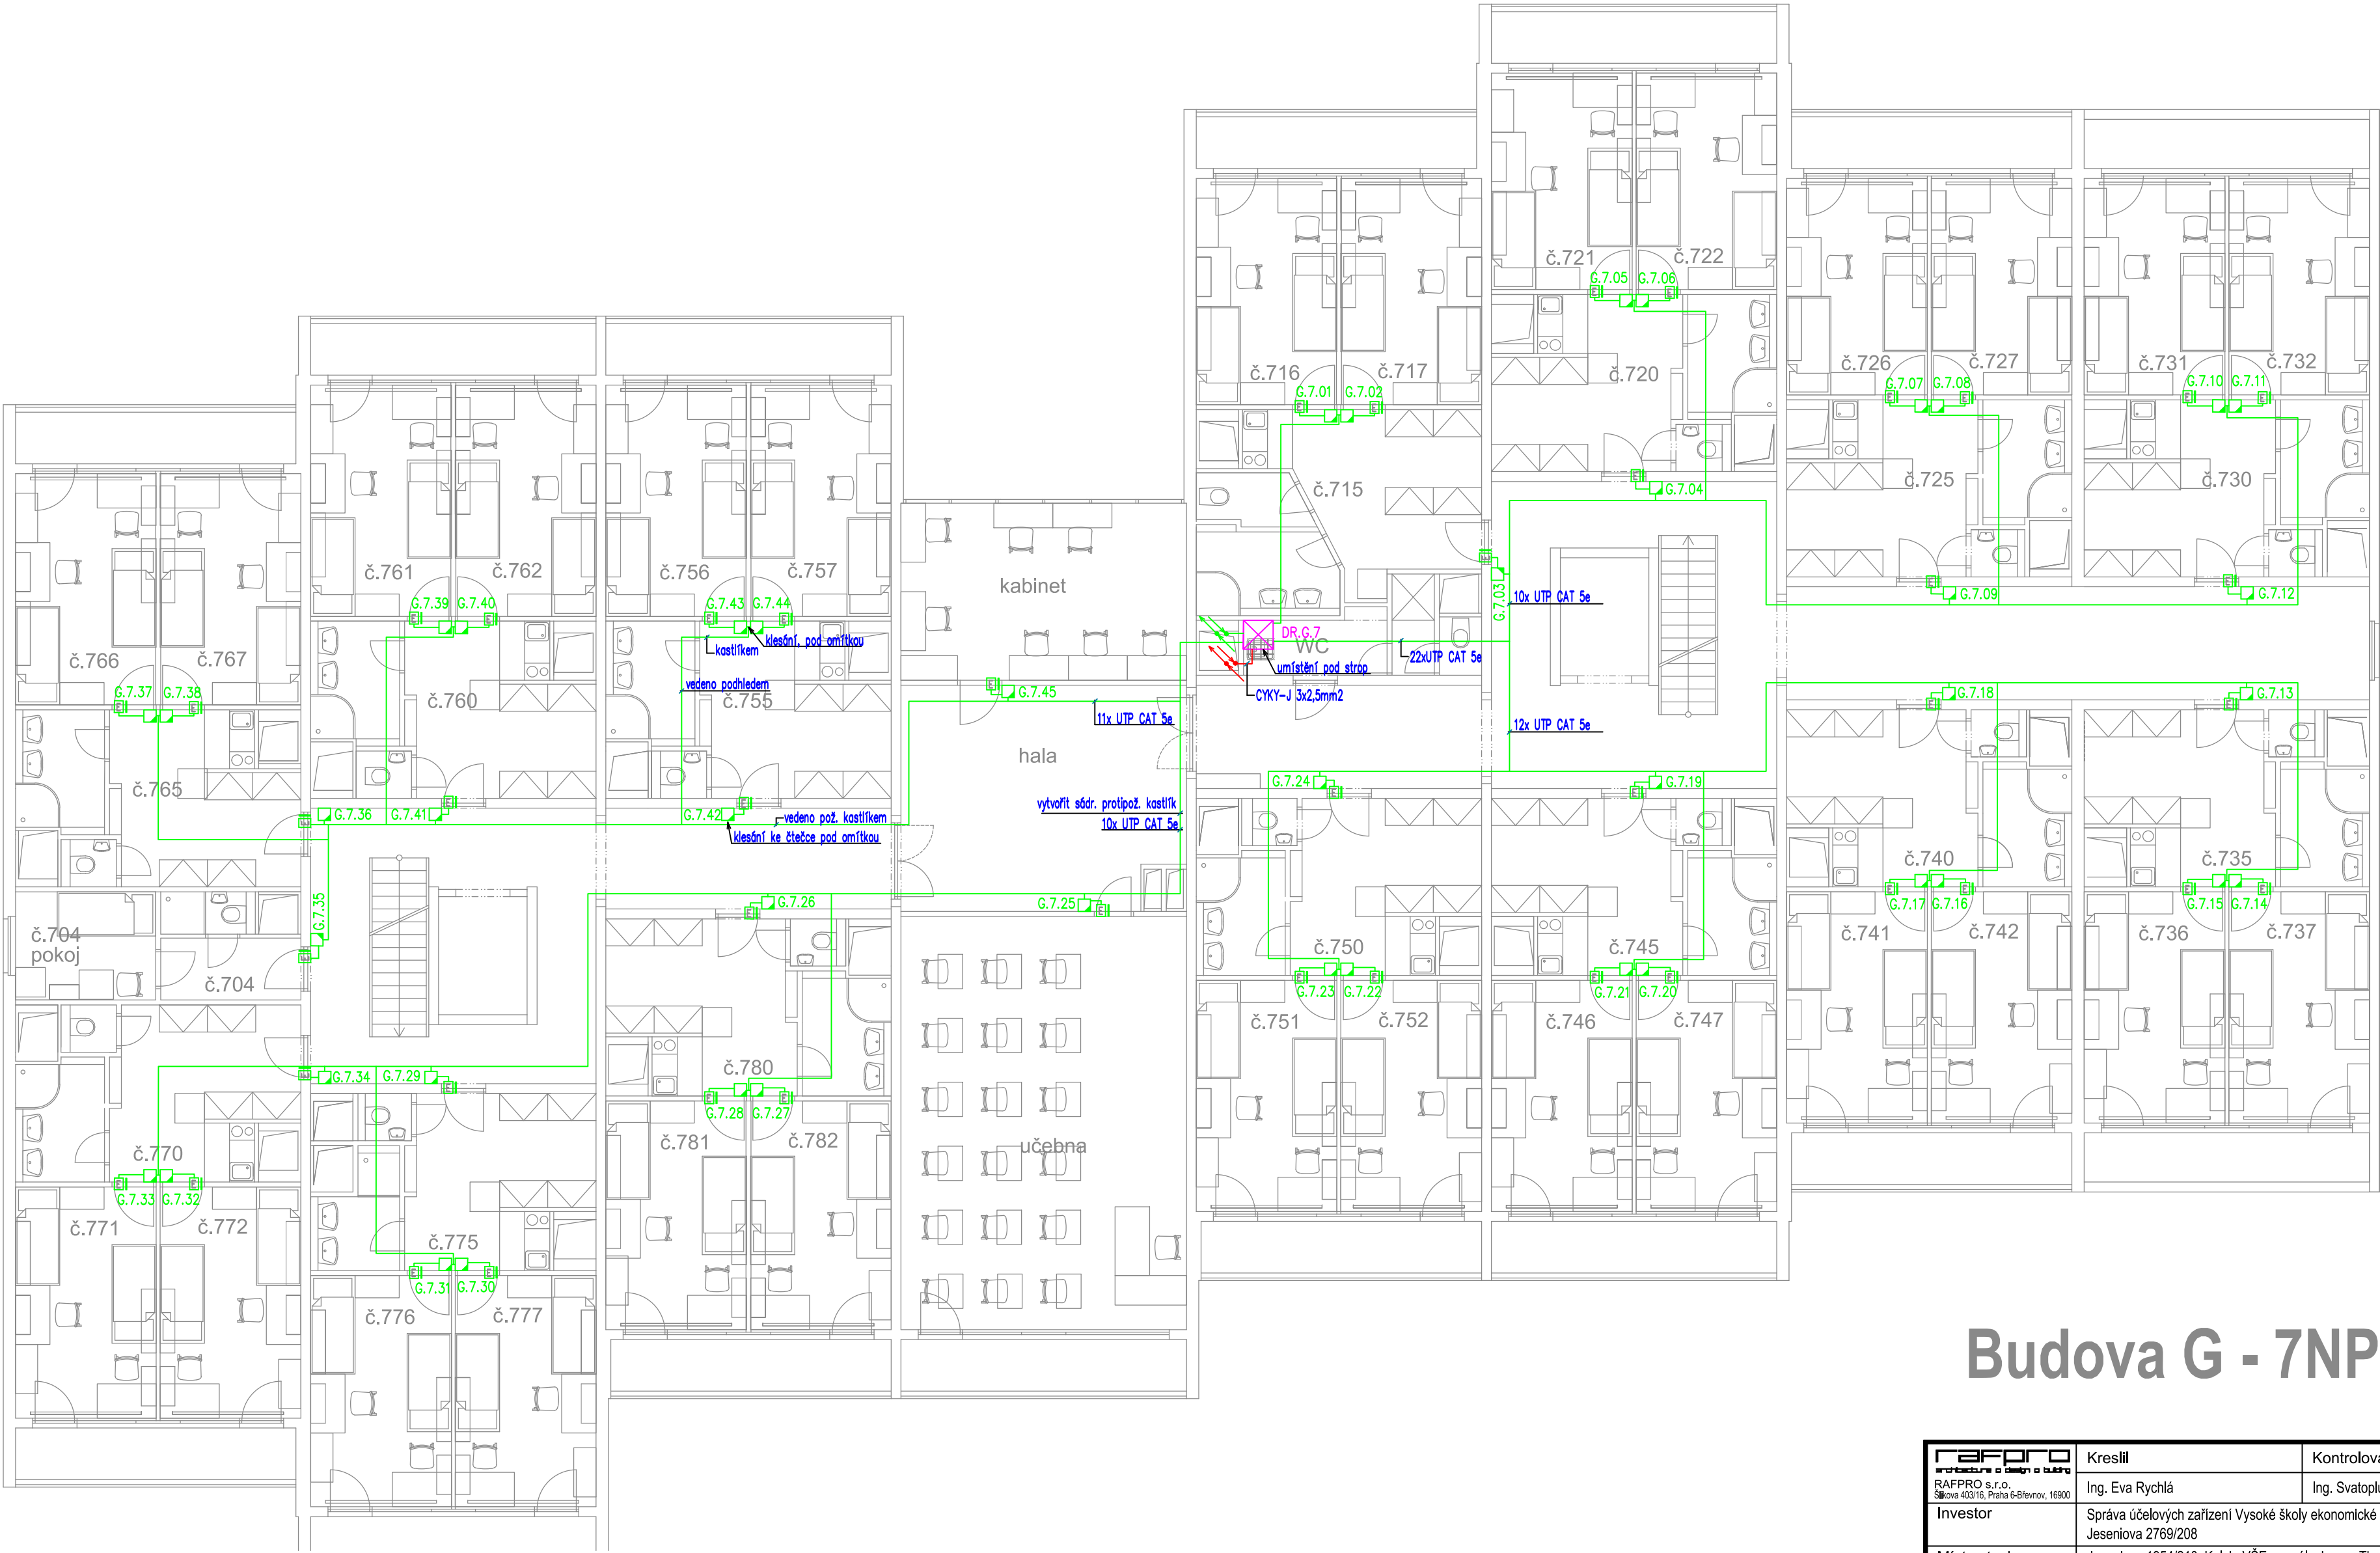 č.721
č.722
G.7.05
G.7.06
č.716
č.717
G.7.01
G.7.02
č.720
č.726
č.727
G.7.07
G.7.08
č.731
č.732
G.7.10
G.7.11
č.715
G.7.04
č.725
č.730
č.761
č.762
G.7.39
G.7.40
č.756
č.757
G.7.43
G.7.44
kabinet
G.7.03
10x UTP CAT 5e
G.7.09
G.7.12
klesání, pod omítkou
kastlíkem
DR.G.7
WC
22xUTP CAT 5e
umístění pod strop
CYKY-J 3x2,5mm2
č.766
č.767
G.7.37
G.7.38
č.760
vedeno podhledem
č.755
G.7.45
11x UTP CAT 5e
12x UTP CAT 5e
G.7.18
G.7.13
hala
č.765
G.7.24
G.7.19
vytvořit sádr. protipož. kastlík
10x UTP CAT 5e
G.7.36
G.7.41
G.7.42
vedeno pož. kastlíkem
klesání ke čtečce pod omítkou
č.740
č.735
G.7.35
G.7.26
G.7.25
G.7.17
G.7.16
G.7.15
G.7.14
č.704
pokoj
č.704
č.750
č.745
č.741
č.742
č.736
č.737
G.7.23
G.7.22
G.7.21
G.7.20
č.751
č.752
č.746
č.747
G.7.34
G.7.29
č.780
G.7.28
G.7.27
č.781
č.782
učebna
č.770
G.7.33
G.7.32
č.771
č.772
č.775
G.7.31
G.7.30
č.776
č.777
Budova G - 7NP
rafpro
architecture a design a building
RAFPRO s.r.o.
Šlikova 403/16, Praha 6-Břevnov, 16900
Kreslil
Ing. Eva Rychlá
Investor
Správa účelových zařízení Vysoké školy ekonomické
Jeseniova 2769/208